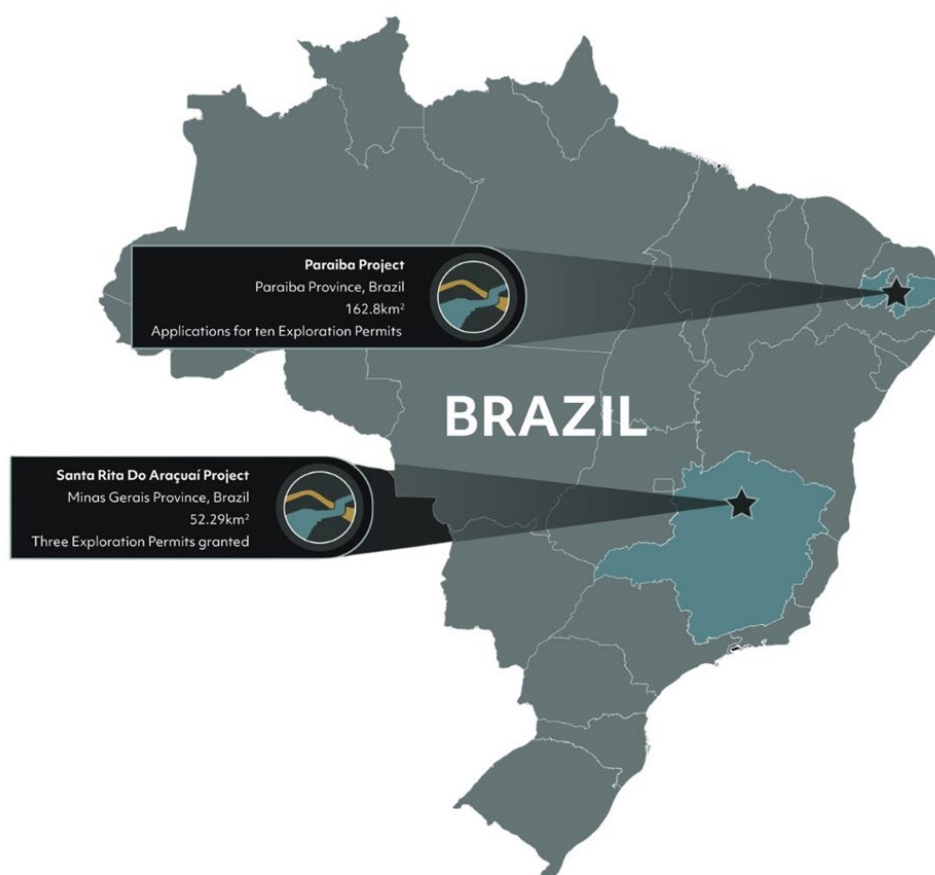 Paraiba Project
Paraiba Province, Brazil
162.8km²
Applications for ten Exploration Permits
BRAZIL
Santa Rita Do Araçuaí Project
Minas Gerais Province, Brazil
52.29km²
Three Exploration Permits granted